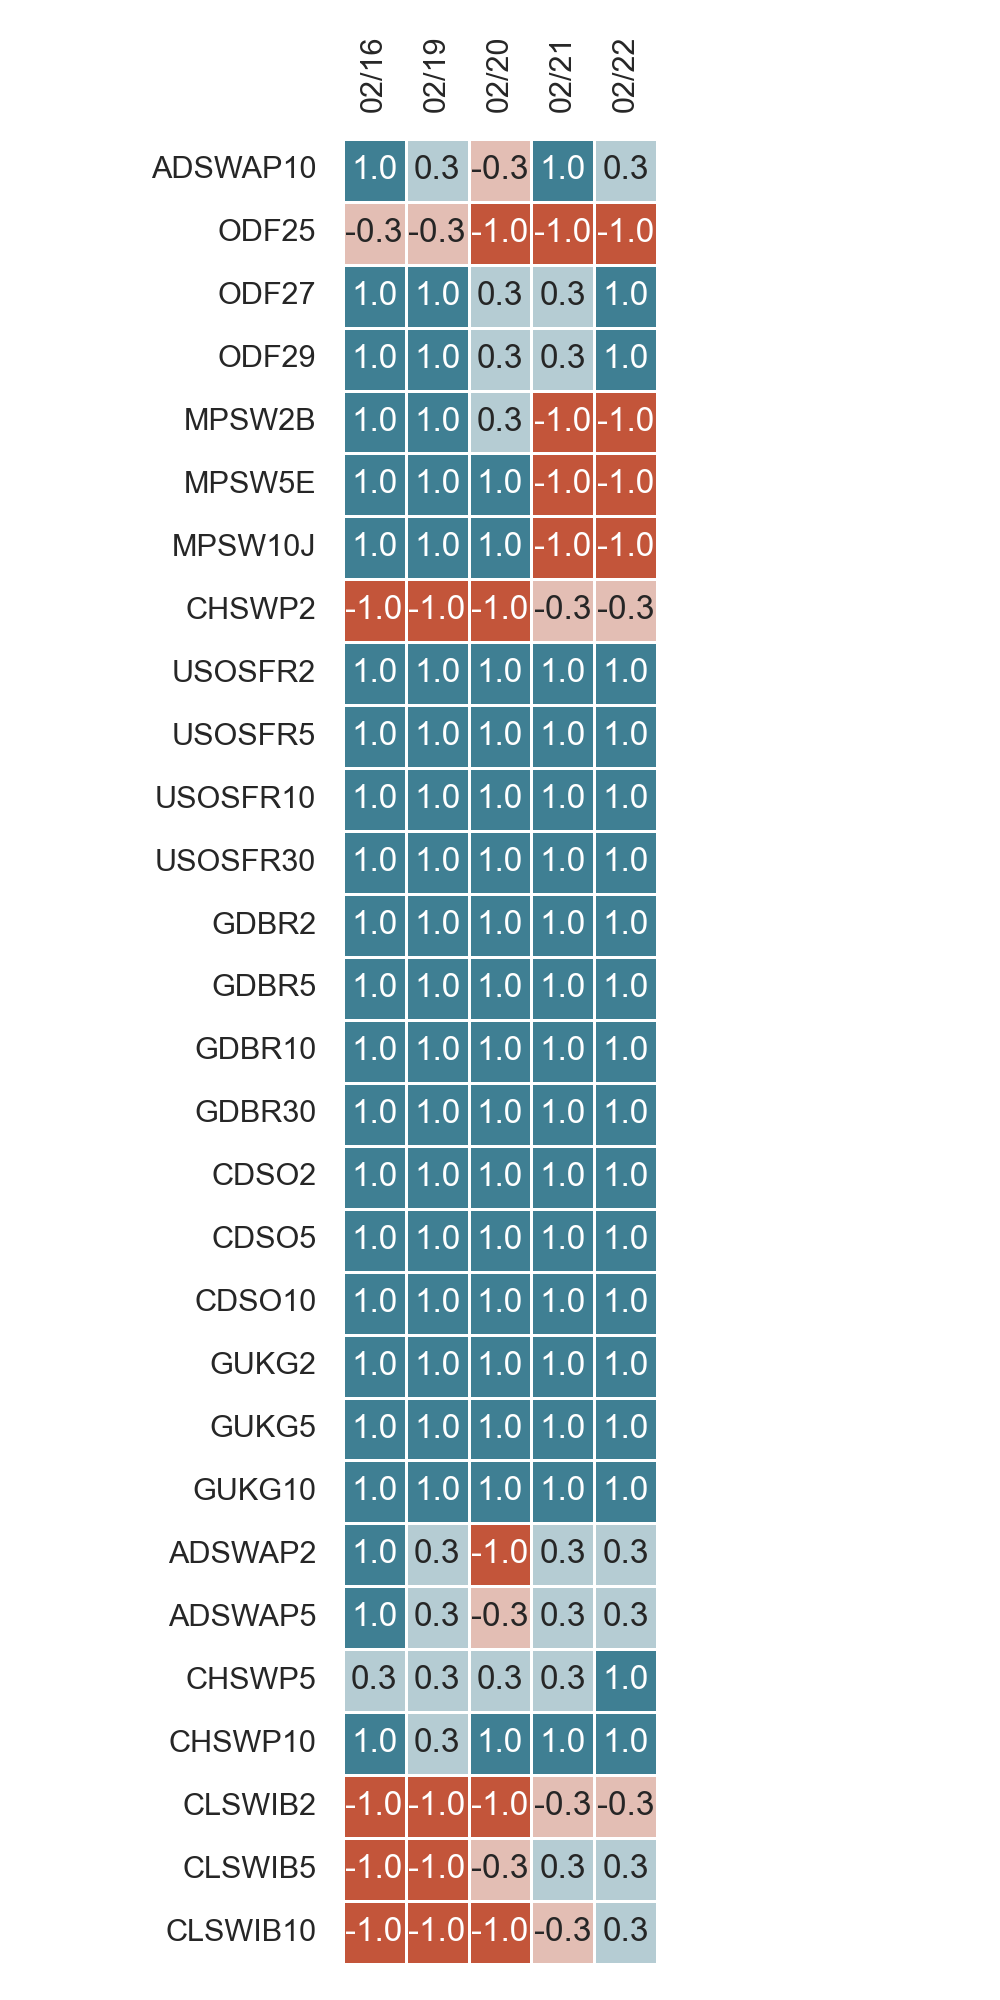 02/16 02/19 02/20 02/21 02/22
ADSWAP10 1.0 0.3 -0.3 1.0 0.3
ODF25 -0.3 -0.3 -1.0 -1.0 -1.0
ODF27 1.0 1.0 0.3 0.3 1.0
ODF29 1.0 1.0 0.3 0.3 1.0
MPSW2B 1.0 1.0 0.3 -1.0 -1.0
MPSW5E 1.0 1.0 1.0 -1.0 -1.0
MPSW10J 1.0 1.0 1.0 -1.0 -1.0
CHSWP2 -1.0 -1.0 -1.0 -0.3 -0.3
USOSFR2 1.0 1.0 1.0 1.0 1.0
USOSFR5 1.0 1.0 1.0 1.0 1.0
USOSFR10 1.0 1.0 1.0 1.0 1.0
USOSFR30 1.0 1.0 1.0 1.0 1.0
GDBR2 1.0 1.0 1.0 1.0 1.0
GDBR5 1.0 1.0 1.0 1.0 1.0
GDBR10 1.0 1.0 1.0 1.0 1.0
GDBR30 1.0 1.0 1.0 1.0 1.0
CDSO2 1.0 1.0 1.0 1.0 1.0
CDSO5 1.0 1.0 1.0 1.0 1.0
CDSO10 1.0 1.0 1.0 1.0 1.0
GUKG2 1.0 1.0 1.0 1.0 1.0
GUKG5 1.0 1.0 1.0 1.0 1.0
GUKG10 1.0 1.0 1.0 1.0 1.0
ADSWAP2 1.0 0.3 -1.0 0.3 0.3
ADSWAP5 1.0 0.3 -0.3 0.3 0.3
CHSWP5 0.3 0.3 0.3 0.3 1.0
CHSWP10 1.0 0.3 1.0 1.0 1.0
CLSWIB2 -1.0 -1.0 -1.0 -0.3 -0.3
CLSWIB5 -1.0 -1.0 -0.3 0.3 0.3
CLSWIB10 -1.0 -1.0 -1.0 -0.3 0.3